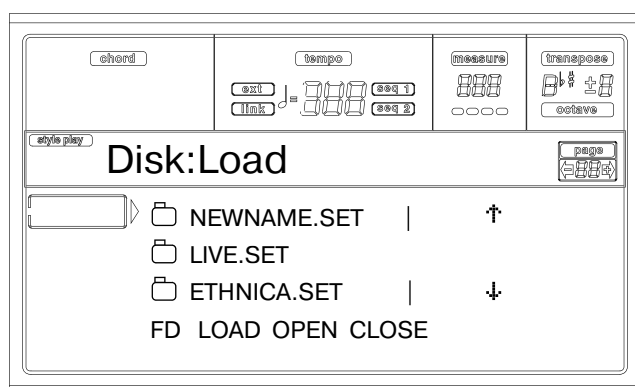 chord
tempo
measure
transpose
ext
seq 1
link
seq 2
octave
style play
Disk:Load
page
NEWNAME.SET |
LIVE.SET
ETHNICA.SET |
FD LOAD OPEN CLOSE